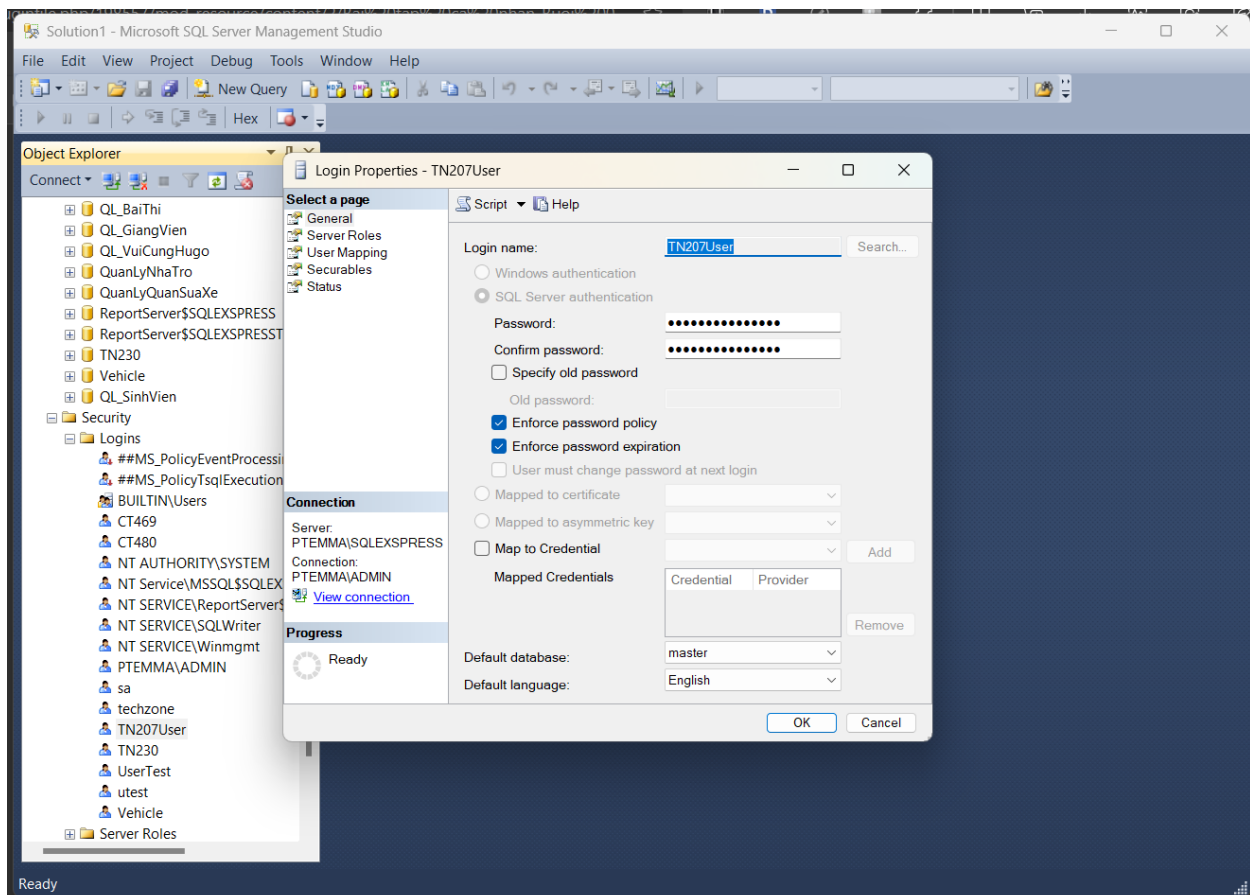 Solution1 - Microsoft SQL Server Management Studio
File Edit View Project Debug Tools Window Help
New Query
Hex
Object Explorer
Connect
QL_BaiThi
QL_GiangVien
QL_VuiCungHugo
QuanLyNhaTro
QuanLyQuanSuaXe
ReportServer$SQLEXSPRESS
ReportServer$SQLEXSPREST
TN230
Vehicle
QL_SinhVien
Security
Logins
##MS_PolicyEventProcessi
##MS_PolicyTsqlExecution
BUILTIN\Users
CT469
CT480
NT AUTHORITY\SYSTEM
NT Service\MSSQL$SQLEX
NT SERVICE\ReportServer$
NT SERVICE\SQLWriter
NT SERVICE\Winmgmt
PTEMMA\ADMIN
sa
techzone
TN207User
TN230
UserTest
utest
Vehicle
Server Roles
Login Properties - TN207User
Select a page
General
Server Roles
User Mapping
Securables
Status
Connection
Server:
PTEMMA\SQLEXSPRESS
Connection:
PTEMMA\ADMIN
View connection
Progress
Ready
Script Help
Login name: TN207User Search...
Windows authentication
SQL Server authentication
Password: •••••••••••••••
Confirm password: •••••••••••••••
Specify old password
Old password:
Enforce password policy
Enforce password expiration
User must change password at next login
Mapped to certificate
Mapped to asymmetric key
Map to Credential Add
Mapped Credentials Credential Provider
Remove
Default database: master
Default language: English
OK Cancel
Ready